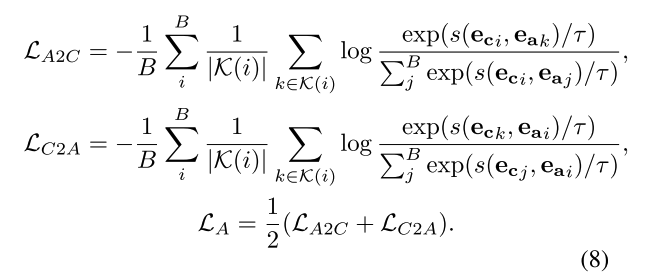 \mathcal{L}_{A2C} = -\frac{1}{B} \sum_{i}^{B} \frac{1}{|\mathcal{K}(i)|} \sum_{k \in \mathcal{K}(i)} \log \frac{\exp(s(\mathbf{e_c}_i, \mathbf{e_a}_k)/\tau)}{\sum_{j}^{B} \exp(s(\mathbf{e_c}_i, \mathbf{e_a}_j)/\tau)},
\mathcal{L}_{C2A} = -\frac{1}{B} \sum_{i}^{B} \frac{1}{|\mathcal{K}(i)|} \sum_{k \in \mathcal{K}(i)} \log \frac{\exp(s(\mathbf{e_c}_k, \mathbf{e_a}_i)/\tau)}{\sum_{j}^{B} \exp(s(\mathbf{e_c}_j, \mathbf{e_a}_i)/\tau)},
\mathcal{L}_A = \frac{1}{2}(\mathcal{L}_{A2C} + \mathcal{L}_{C2A}).
(8)